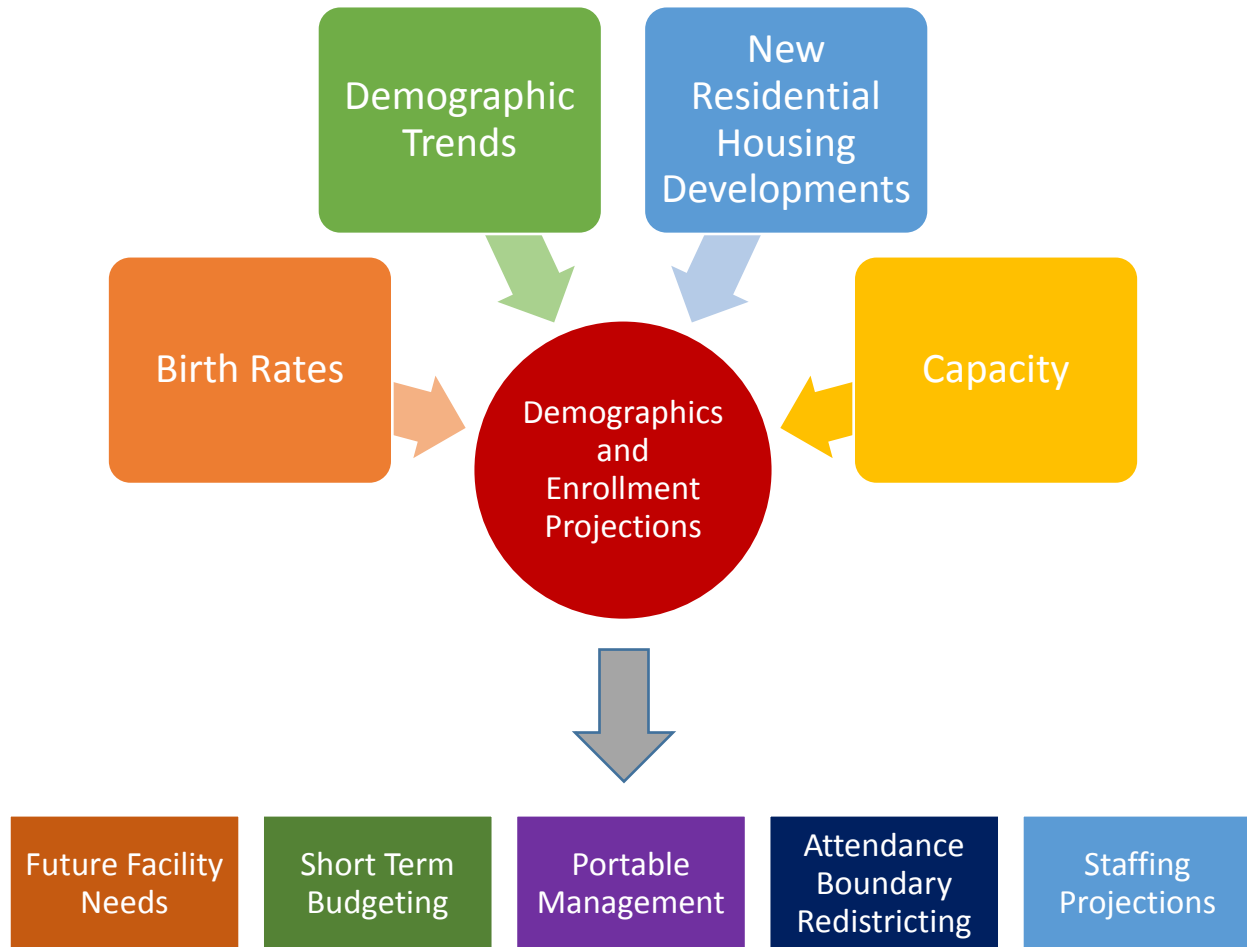 Demographic
Trends
New
Residential
Housing
Developments
Birth Rates
Capacity
Demographics
and
Enrollment
Projections
Future Facility
Needs
Short Term
Budgeting
Portable
Management
Attendance
Boundary
Redistricting
Staffing
Projections